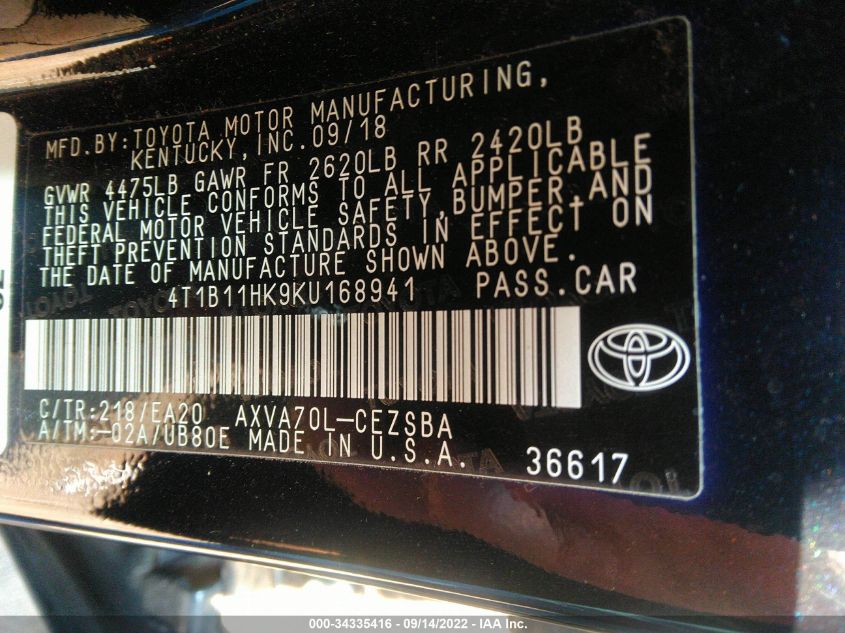 MFD.BY:TOYOTA MOTOR MANUFACTURING,
KENTUCKY,INC.09/18
GVWR 4475LB GAWR FR 2620LB RR 2420LB
THIS VEHICLE CONFORMS TO ALL APPLICABLE
FEDERAL MOTOR VEHICLE SAFETY,BUMPER,AND
THEFT PREVENTION STANDARDS IN EFFECT ON
THE DATE OF MANUFACTURE SHOWN ABOVE.
4T1B11HK9KU168941 PASS.CAR
C/TR:218/EA20 AXVA70L-CEZSBA
A/TM:-02A/UB80E MADE IN U.S.A.
36617
000-34335416 - 09/14/2022 - IAA Inc.